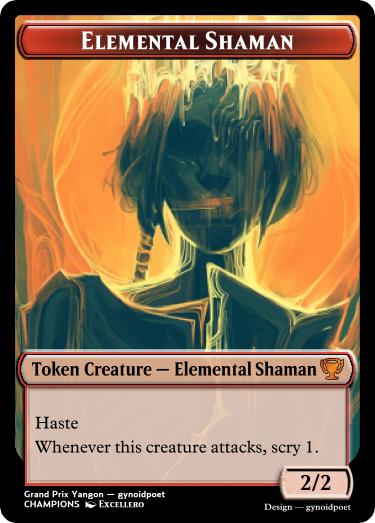 Elemental Shaman
Token Creature — Elemental Shaman
Haste
Whenever this creature attacks, scry 1.
2/2
Grand Prix Yangon — gynoidpoet
CHAMPIONS Excellero
Design — gynoidpoet